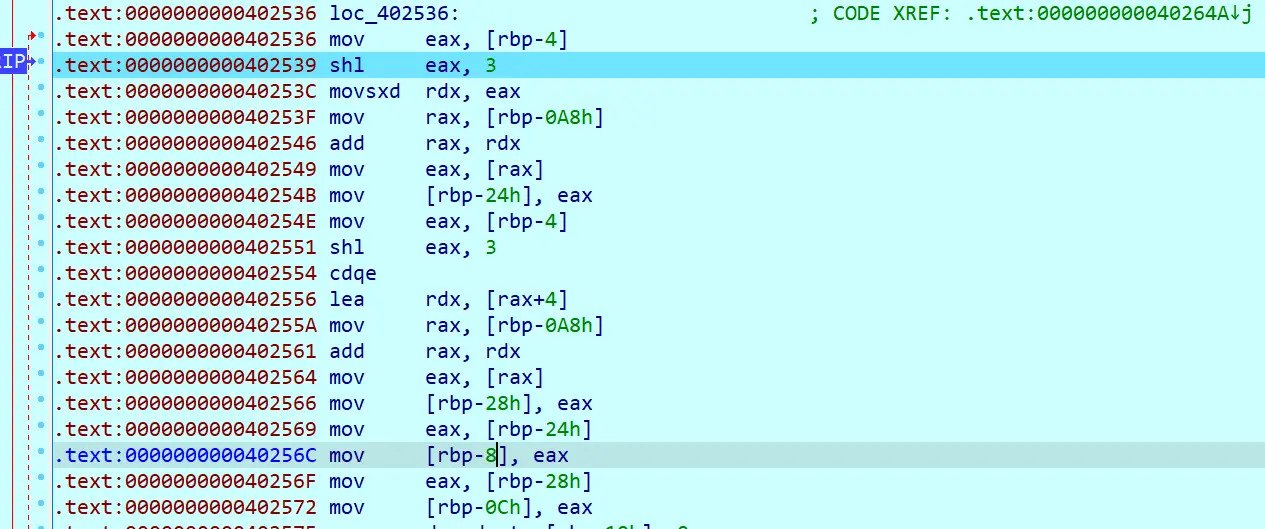 .text:0000000000402536 loc_402536: ; CODE XREF: .text:000000000040264A↓j
.text:0000000000402536 mov eax, [rbp-4]
RIP .text:0000000000402539 shl eax, 3
.text:000000000040253C movsxd rdx, eax
.text:000000000040253F mov rax, [rbp-0A8h]
.text:0000000000402546 add rax, rdx
.text:0000000000402549 mov eax, [rax]
.text:000000000040254B mov [rbp-24h], eax
.text:000000000040254E mov eax, [rbp-4]
.text:0000000000402551 shl eax, 3
.text:0000000000402554 cdqe
.text:0000000000402556 lea rdx, [rax+4]
.text:000000000040255A mov rax, [rbp-0A8h]
.text:0000000000402561 add rax, rdx
.text:0000000000402564 mov eax, [rax]
.text:0000000000402566 mov [rbp-28h], eax
.text:0000000000402569 mov eax, [rbp-24h]
.text:000000000040256C mov [rbp-8], eax
.text:000000000040256F mov eax, [rbp-28h]
.text:0000000000402572 mov [rbp-0Ch], eax